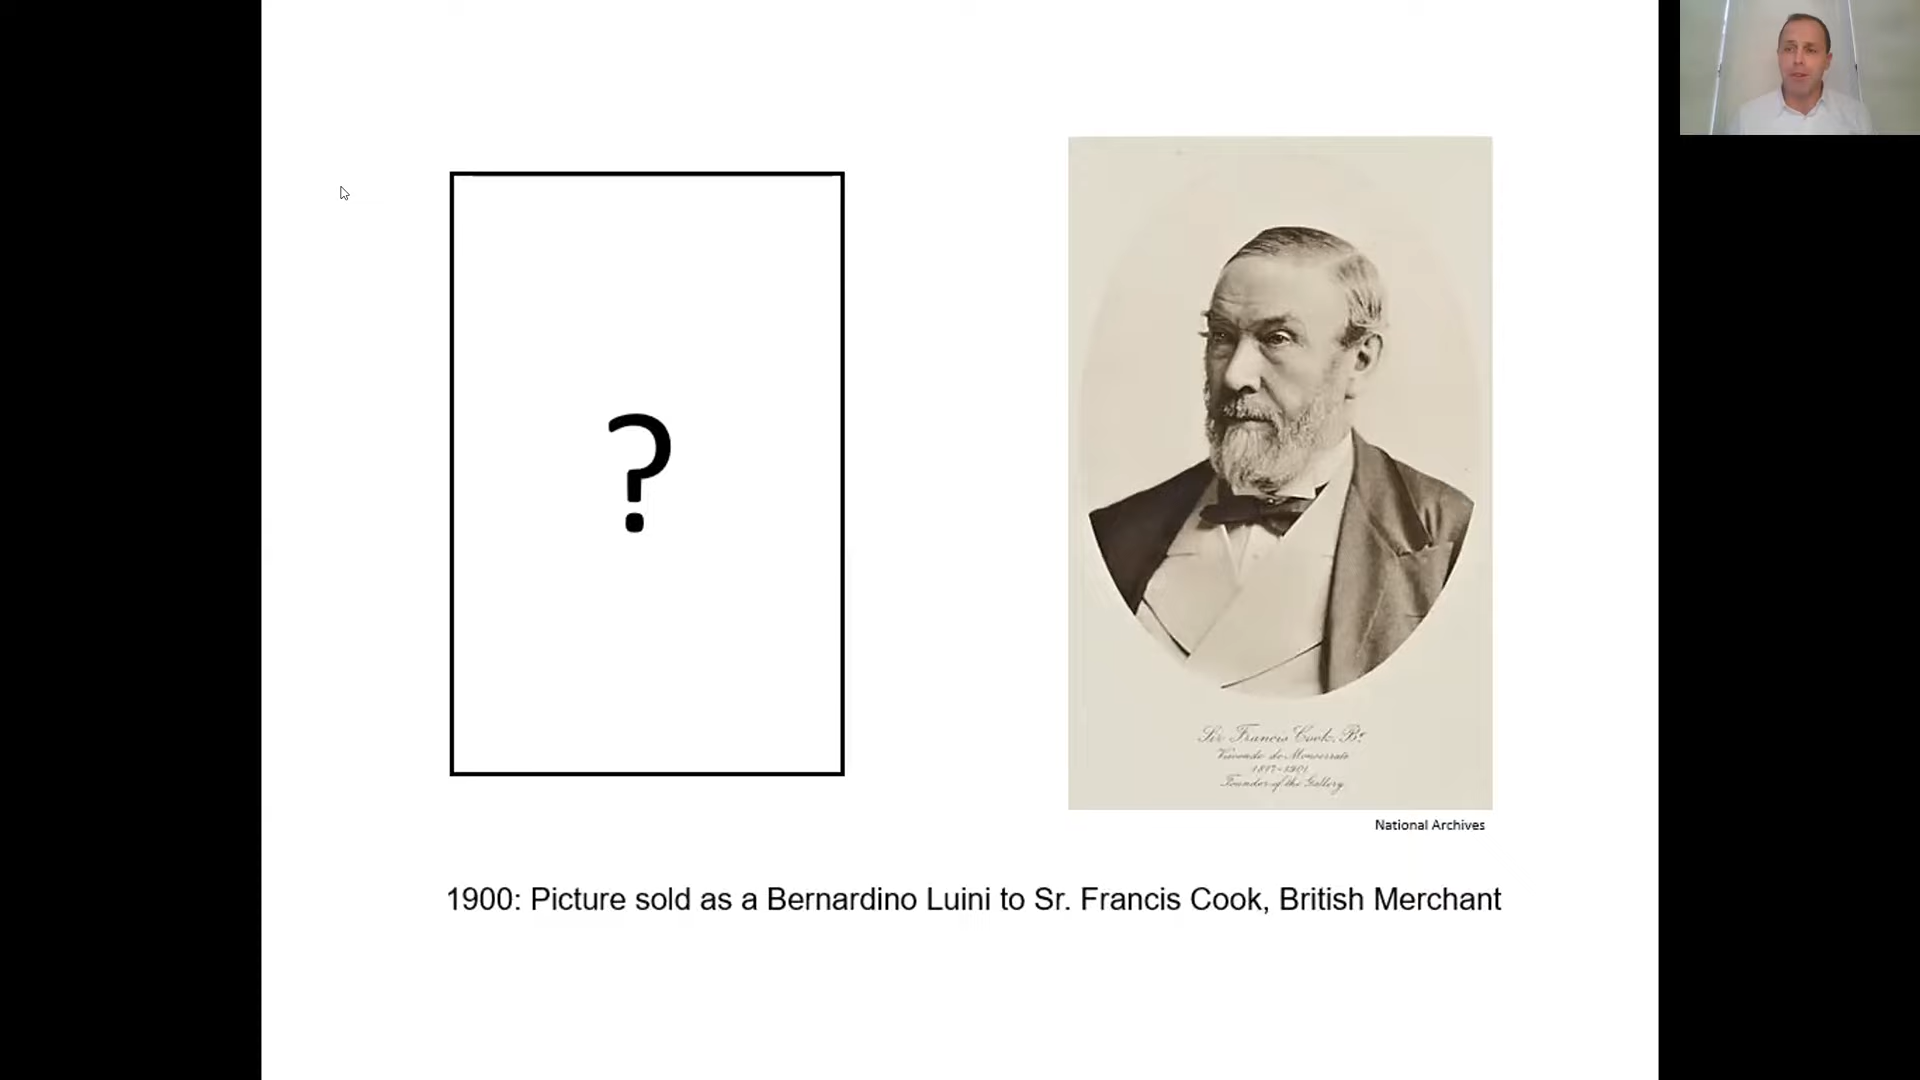 ?
Sir Francis Cook, Bt
Visconde de Monserrate
1817-1901
Founder of the Gallery
National Archives
1900: Picture sold as a Bernardino Luini to Sr. Francis Cook, British Merchant